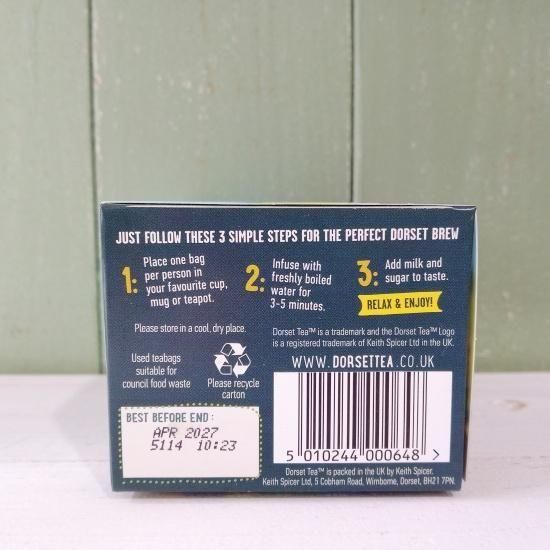 JUST FOLLOW THESE 3 SIMPLE STEPS FOR THE PERFECT DORSET BREW
1: Place one bag
per person in
your favourite cup,
mug or teapot.
2: Infuse with
freshly boiled
water for
3-5 minutes.
3: Add milk and
sugar to taste.
RELAX & ENJOY!
Please store in a cool, dry place.
Dorset Tea™ is a trademark and the Dorset Tea™ Logo
is a registered trademark of Keith Spicer Ltd in the UK.
Used teabags
suitable for
council food waste
Please recycle
carton
WWW.DORSETTEA.CO.UK
BEST BEFORE END:
APR 2027
5114 10:23
5 010244 000648 >
Dorset Tea™ is packed in the UK by Keith Spicer.
Keith Spicer Ltd, 5 Cobham Road, Wimborne, Dorset, BH21 7PN.